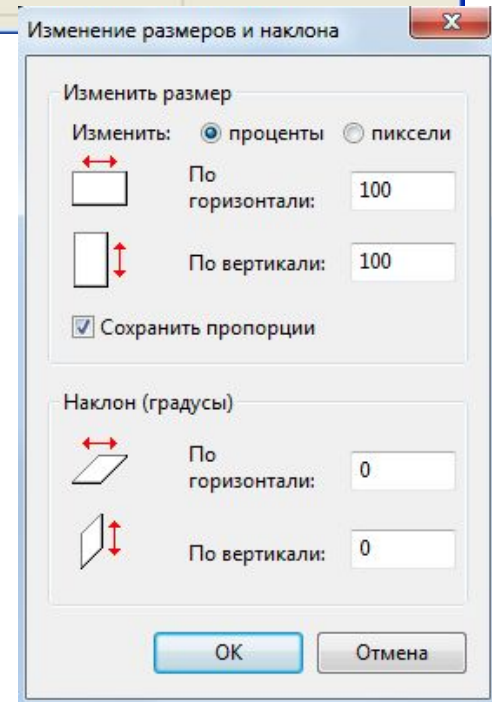 Изменение размеров и наклона
Изменить размер
Изменить: проценты пиксели
По
горизонтали: 100
По вертикали: 100
Сохранить пропорции
Наклон (градусы)
По
горизонтали: 0
По вертикали: 0
ОК Отмена